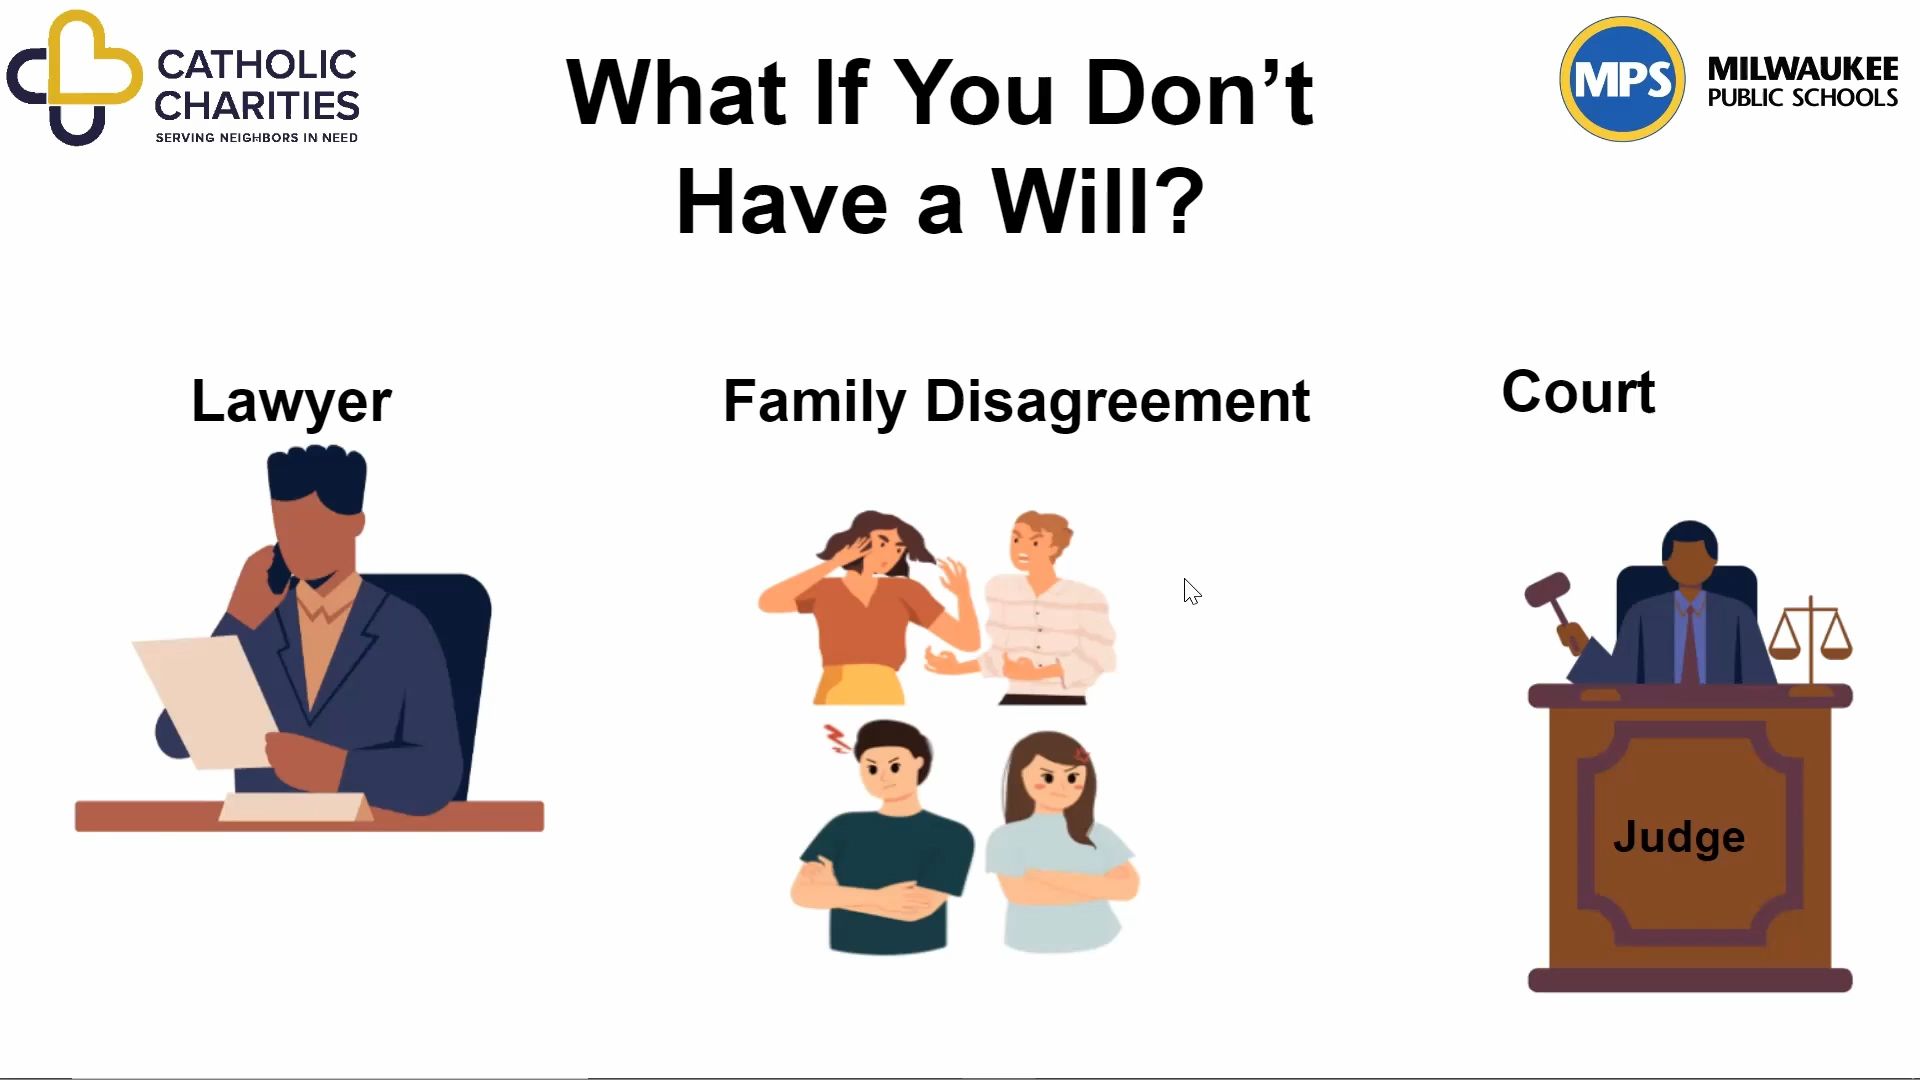 CATHOLIC
CHARITIES
SERVING NEIGHBORS IN NEED
What If You Don’t
Have a Will?
MPS
MILWAUKEE
PUBLIC SCHOOLS
Lawyer
Family Disagreement
Court
Judge